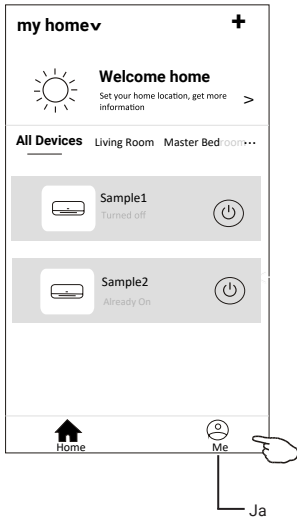 my home
Welcome home
Set your home location, get more
information
All Devices Living Room Master Bedroom
Sample1
Turned off
Sample2
Already On
Home Me
Ja